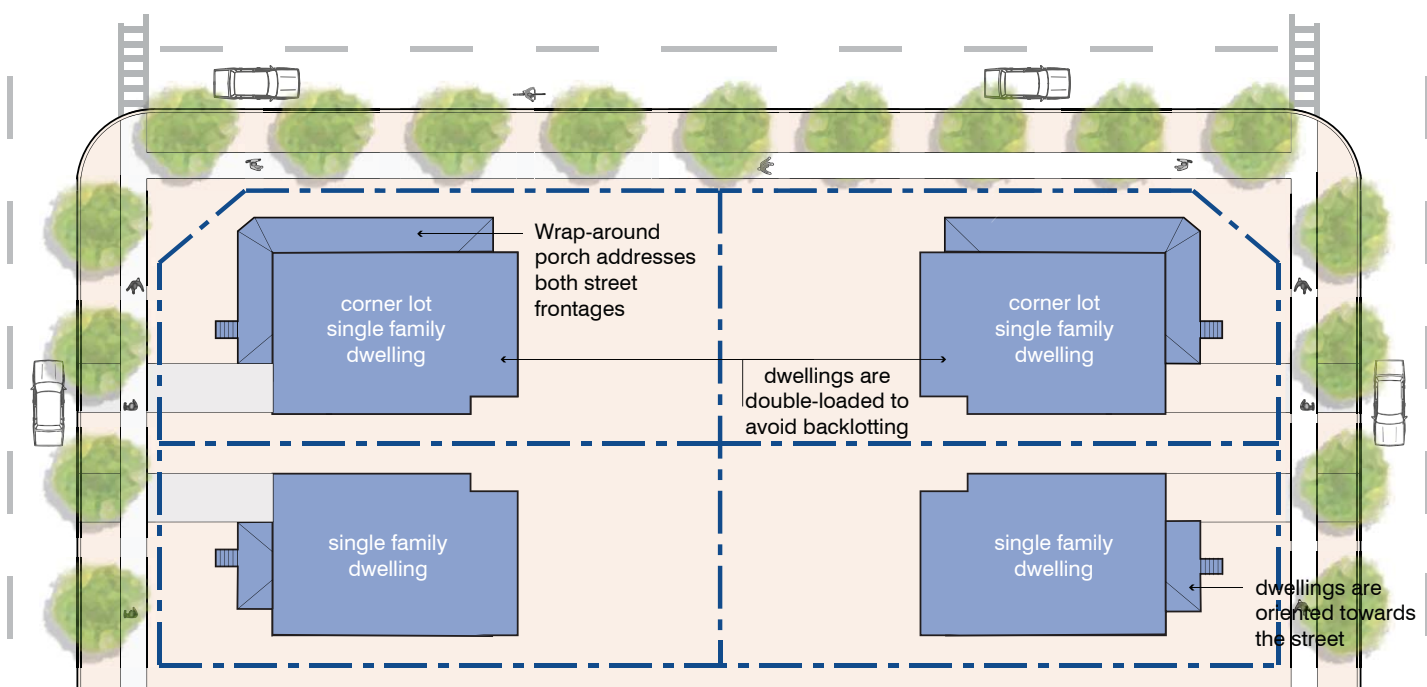 Wrap-around
porch addresses
both street
frontages
corner lot
single family
dwelling
corner lot
single family
dwelling
dwellings are
double-loaded to
avoid backlotting
single family
dwelling
single family
dwelling
dwellings are
oriented towards
the street